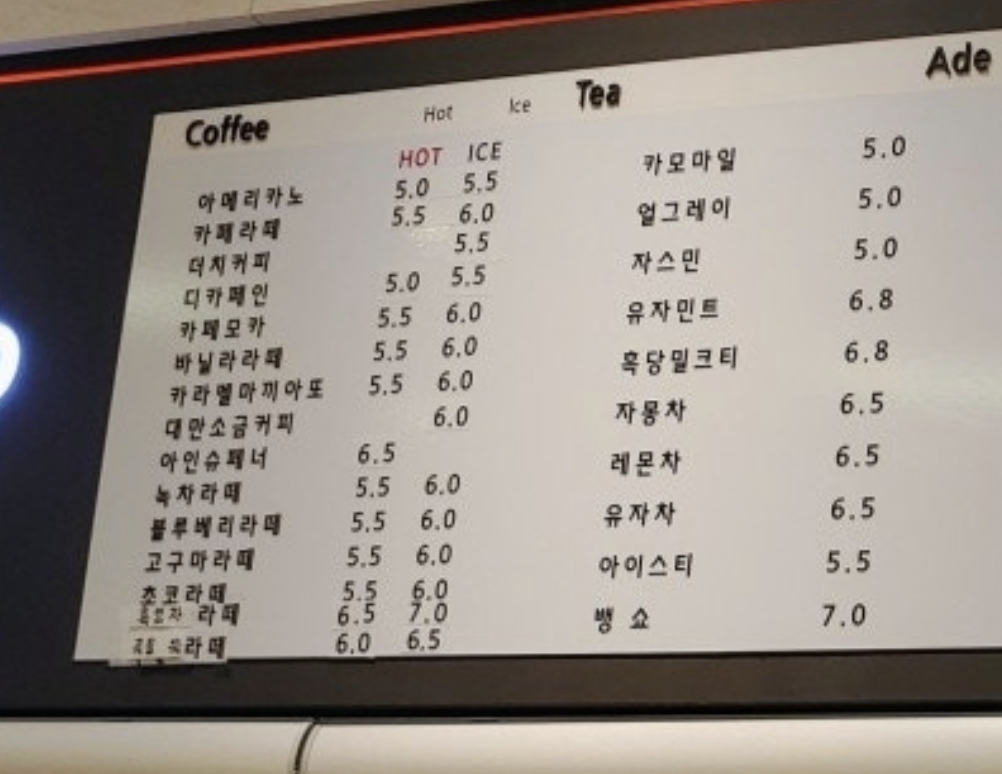 Coffee Hot Ice
HOT ICE
아메리카노 5.0 5.5
카페라떼 5.5 6.0
더치커피 5.5
디카페인 5.0 5.5
카페모카 5.5 6.0
바닐라라떼 5.5 6.0
카라멜마끼아또 5.5 6.0
대만소금커피 6.0
아인슈페너 6.5
녹차라떼 5.5 6.0
블루베리라떼 5.5 6.0
고구마라떼 5.5 6.0
초코라떼 5.5 6.0
라떼 6.5 7.0
라떼 6.0 6.5
Tea
카모마일 5.0
얼그레이 5.0
자스민 5.0
유자민트 6.8
흑당밀크티 6.8
자몽차 6.5
레몬차 6.5
유자차 6.5
아이스티 5.5
뱅 쇼 7.0
Ade